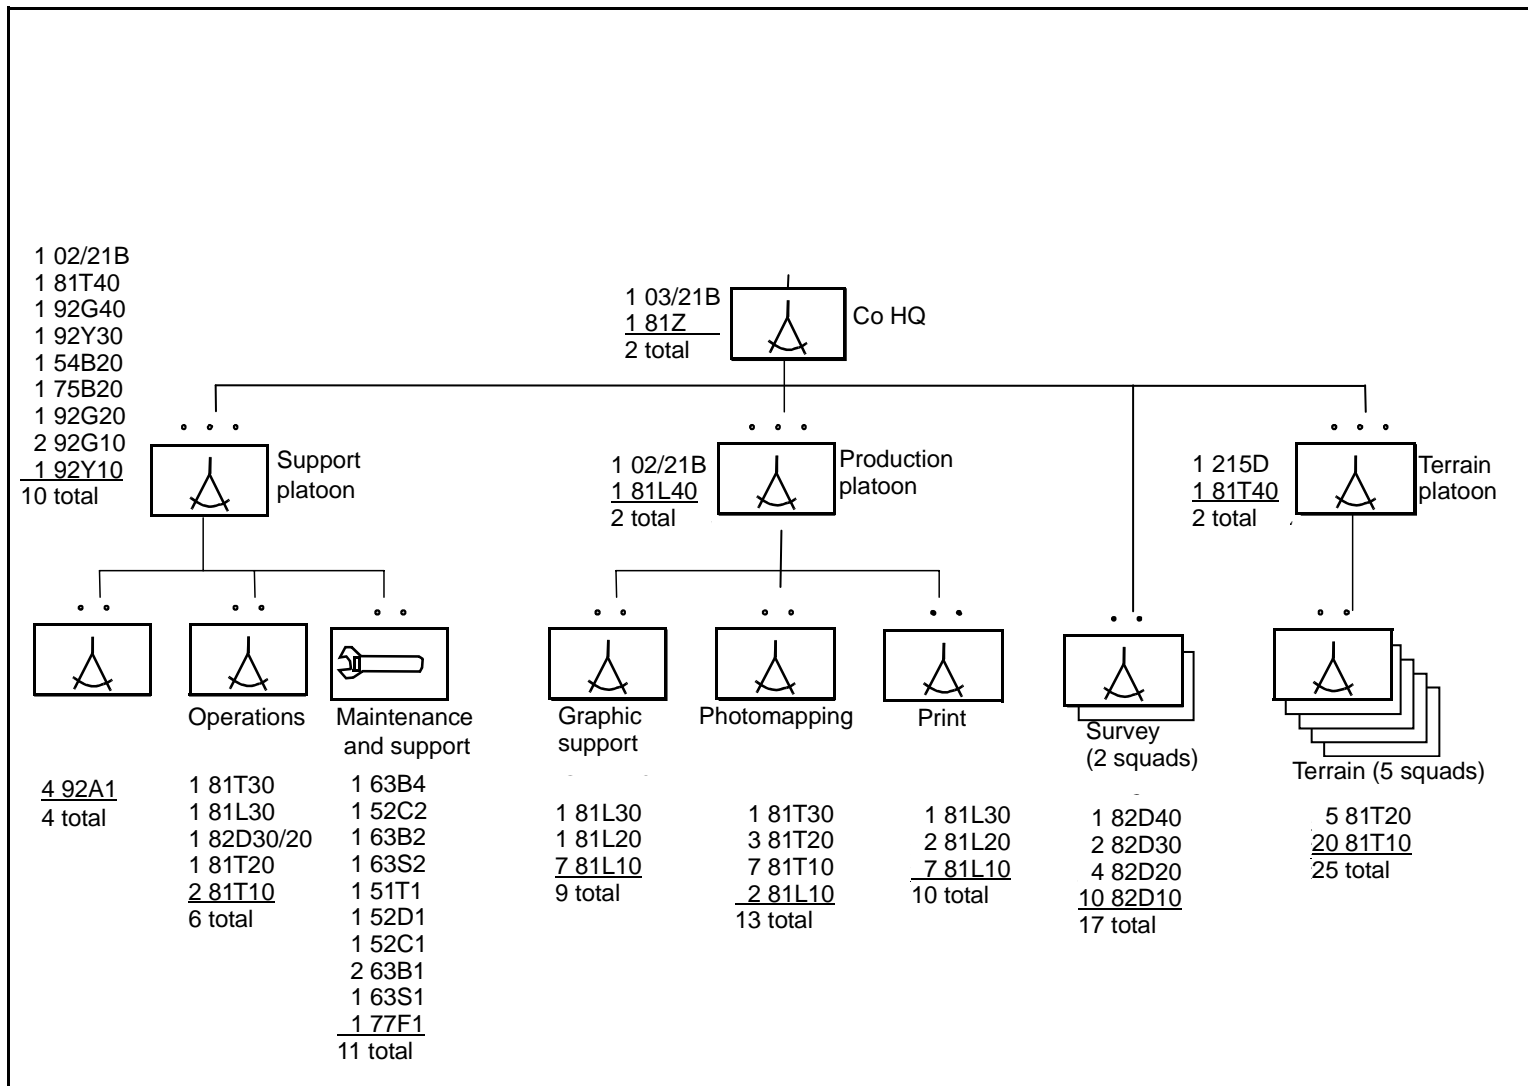 1 02/21B
1 81T40
1 92G40
1 92Y30
1 54B20
1 75B20
1 92G20
2 92G10
1 92Y10
10 total
Support
platoon
1 03/21B
1 81Z
2 total
Co HQ
1 02/21B
1 81L40
2 total
Production
platoon
1 215D
1 81T40
2 total
Terrain
platoon
4 92A1
4 total
Operations
1 81T30
1 81L30
1 82D30/20
1 81T20
2 81T10
6 total
Maintenance
and support
1 63B4
1 52C2
1 63B2
1 63S2
1 51T1
1 52D1
1 52C1
2 63B1
1 63S1
1 77F1
11 total
Graphic
support
1 81L30
1 81L20
7 81L10
9 total
Photomapping
1 81T30
3 81T20
7 81T10
2 81L10
13 total
Print
1 81L30
2 81L20
7 81L10
10 total
Survey
(2 squads)
1 82D40
2 82D30
4 82D20
10 82D10
17 total
Terrain (5 squads)
5 81T20
20 81T10
25 total